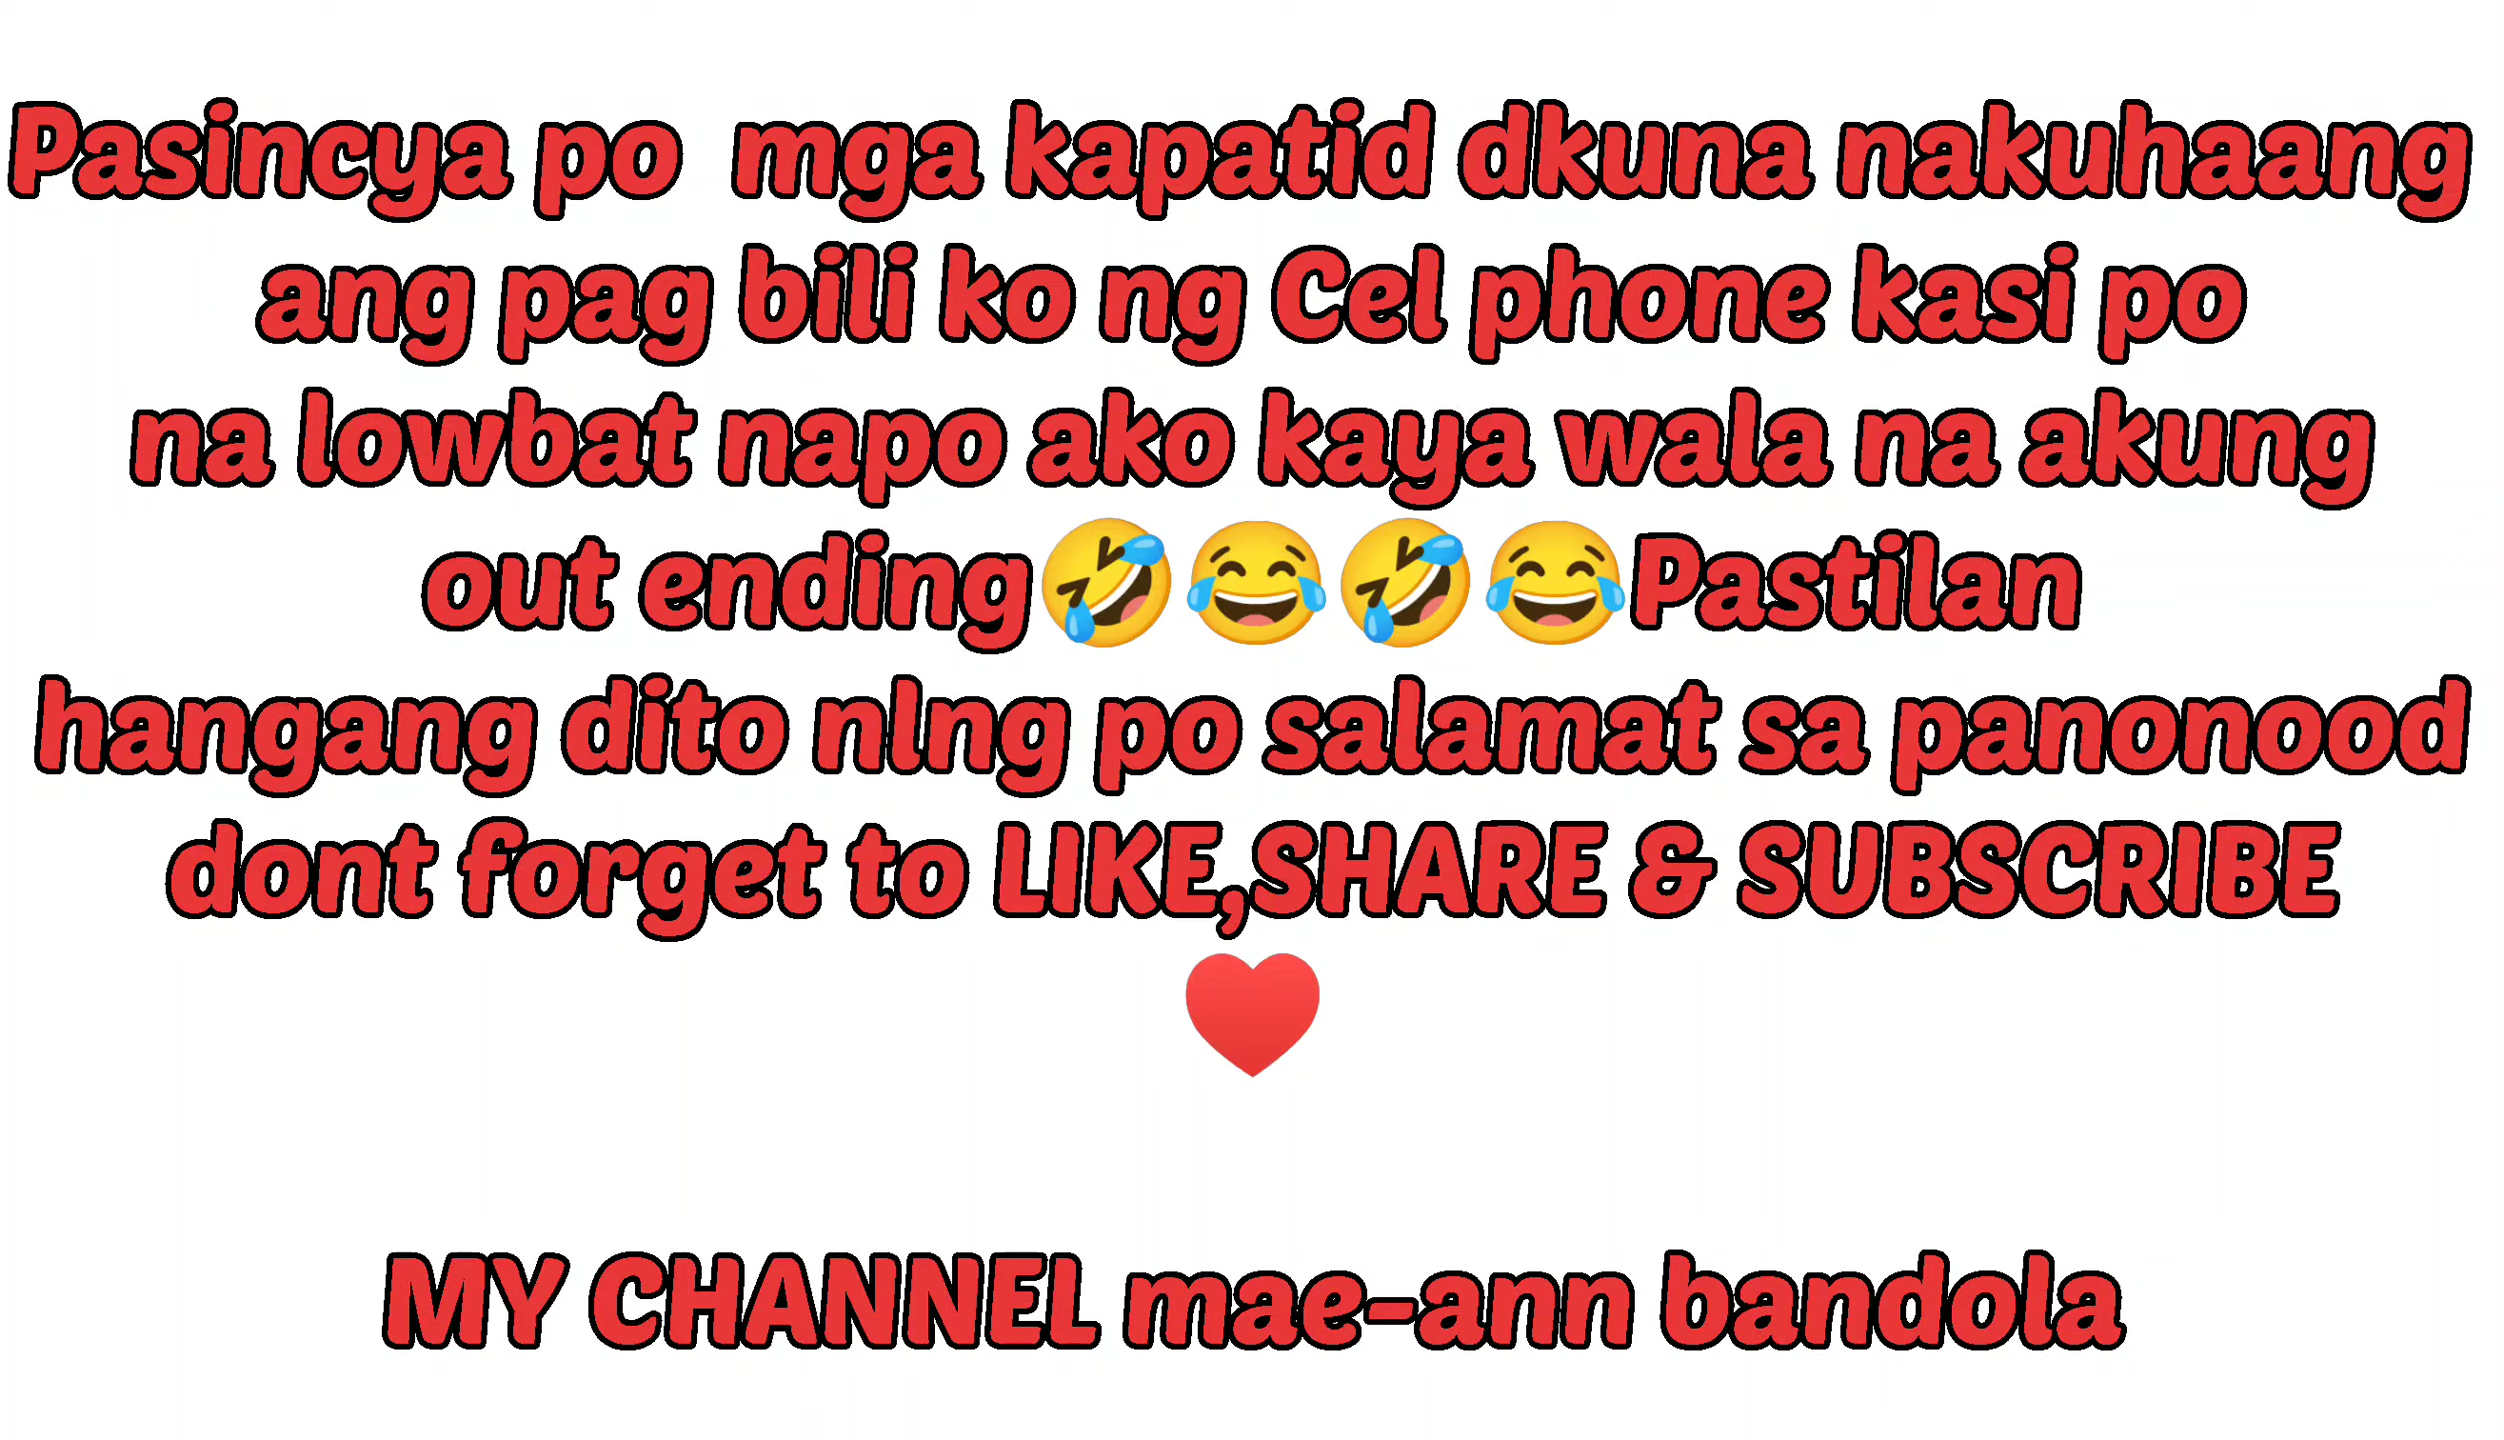 Pasincya po mga kapatid dkuna nakuhaang
ang pag bili ko ng Cel phone kasi po
na lowbat napo ako kaya wala na akung
out ending🤣😂🤣😂Pastilan
hangang dito nlng po salamat sa panonood
dont forget to LIKE,SHARE & SUBSCRIBE
♥️
MY CHANNEL mae-ann bandola